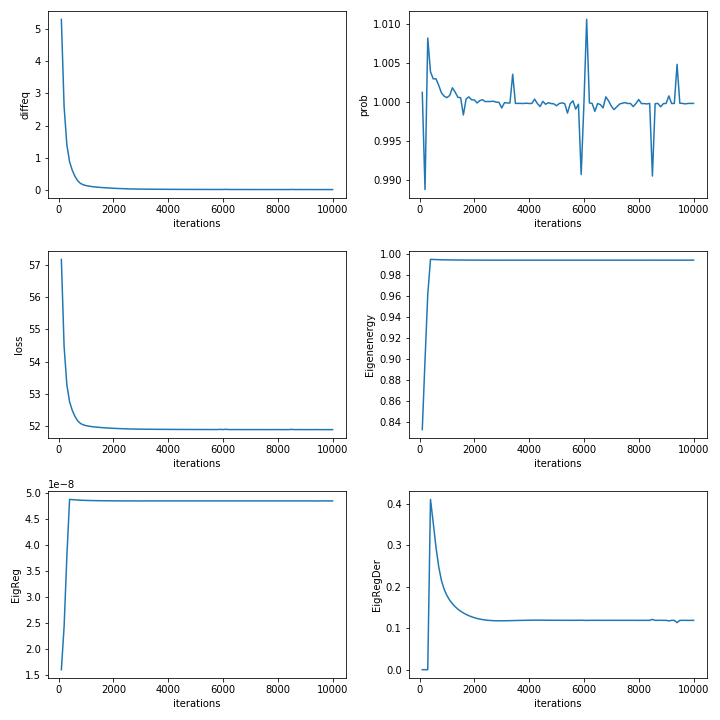 5
4
3
2
1
0
diffeq
0 2000 4000 6000 8000 10000
iterations
1.010
1.005
1.000
0.995
0.990
prob
0 2000 4000 6000 8000 10000
iterations
57
56
55
54
53
52
loss
0 2000 4000 6000 8000 10000
iterations
1.00
0.98
0.96
0.94
0.92
0.90
0.88
0.86
0.84
Eigenenergy
0 2000 4000 6000 8000 10000
iterations
1e−8
5.0
4.5
4.0
3.5
3.0
2.5
2.0
1.5
EigReg
0 2000 4000 6000 8000 10000
iterations
0.4
0.3
0.2
0.1
0.0
EigRegDer
0 2000 4000 6000 8000 10000
iterations